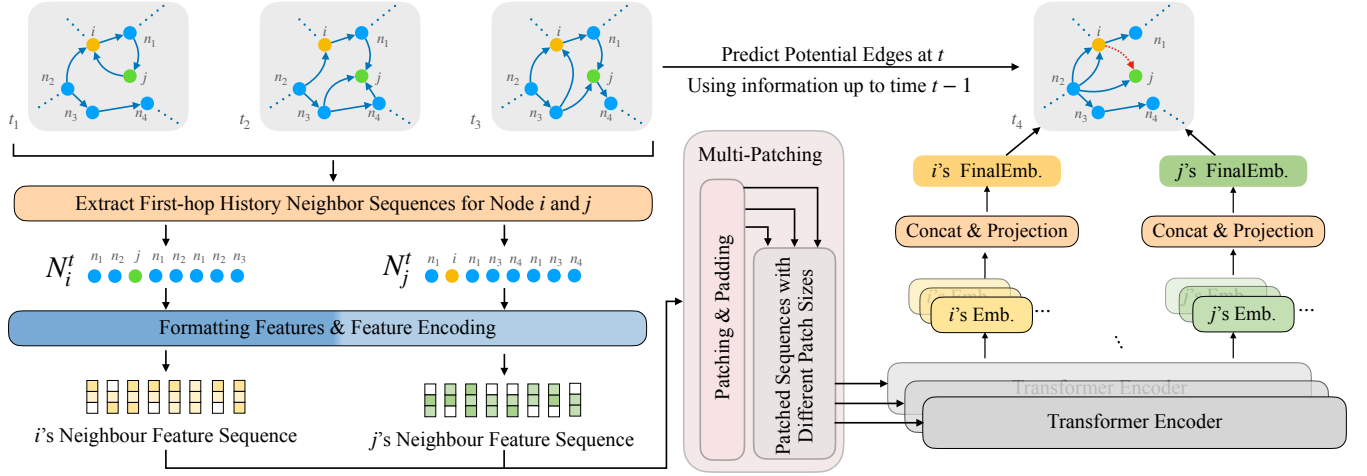 i
n₁
n₂
j
n₃
n₄
t₁
i
n₁
n₂
j
n₃
n₄
t₂
i
n₁
n₂
j
n₃
n₄
t₃
Predict Potential Edges at t
Using information up to time t − 1
i
n₁
n₂
j
n₃
n₄
t₄
Extract First-hop History Neighbor Sequences for Node i and j
N_i^t
n₁ n₂ j n₁ n₂ n₁ n₂ n₃
N_j^t
n₁ i n₁ n₃ n₄ n₁ n₃ n₄
Formatting Features & Feature Encoding
i's Neighbour Feature Sequence
j's Neighbour Feature Sequence
Multi-Patching
Patching & Padding
Patched Sequences with
Different Patch Sizes
i's FinalEmb.
j's FinalEmb.
Concat & Projection
Concat & Projection
i's Emb.
i's Emb.
...
j's Emb.
j's Emb.
...
Transformer Encoder
Transformer Encoder